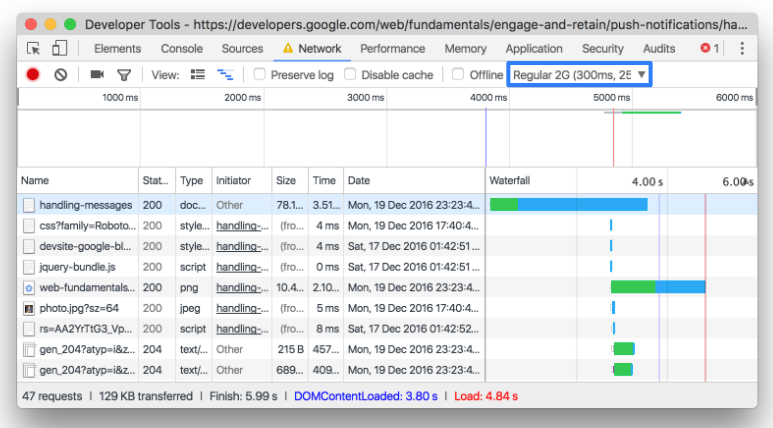 Developer Tools - https://developers.google.com/web/fundamentals/engage-and-retain/push-notifications/ha...
Elements Console Sources Network Performance Memory Application Security Audits 1
View: Preserve log Disable cache Offline Regular 2G (300ms, 25
1000 ms 2000 ms 3000 ms 4000 ms 5000 ms 6000 ms
Name Stat... Type Initiator Size Time Date Waterfall 4.00 s 6.00 s
handling-messages 200 doc... Other 78.1... 3.51... Mon, 19 Dec 2016 23:23:4...
css?family=Roboto... 200 style... handling-... (fro... 4 ms Mon, 19 Dec 2016 17:40:4...
devsite-google-bl... 200 style... handling-... (fro... 4 ms Sat, 17 Dec 2016 01:42:51 ...
jquery-bundle.js 200 script handling-... (fro... 0 ms Sat, 17 Dec 2016 01:42:51 ...
web-fundamentals... 200 png handling-... 10.4... 2.10... Mon, 19 Dec 2016 23:23:4...
photo.jpg?sz=64 200 jpeg handling-... (fro... 5 ms Mon, 19 Dec 2016 17:40:4...
rs=AA2YrTtG3_Vp... 200 script handling-... (fro... 8 ms Sat, 17 Dec 2016 01:42:52...
gen_204?atyp=i&z... 204 text/... Other 215 B 457... Mon, 19 Dec 2016 23:23:4...
gen_204?atyp=i&z... 204 text/... Other 689... 409... Mon, 19 Dec 2016 23:23:4...
47 requests | 129 KB transferred | Finish: 5.99 s | DOMContentLoaded: 3.80 s | Load: 4.84 s